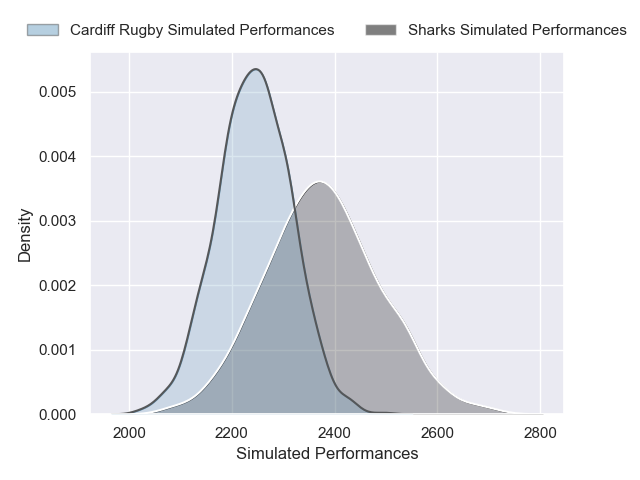 Cardiff Rugby Simulated Performances
Sharks Simulated Performances
0.005
0.004
0.003
0.002
0.001
0.000
Density
2000
2200
2400
2600
2800
Simulated Performances